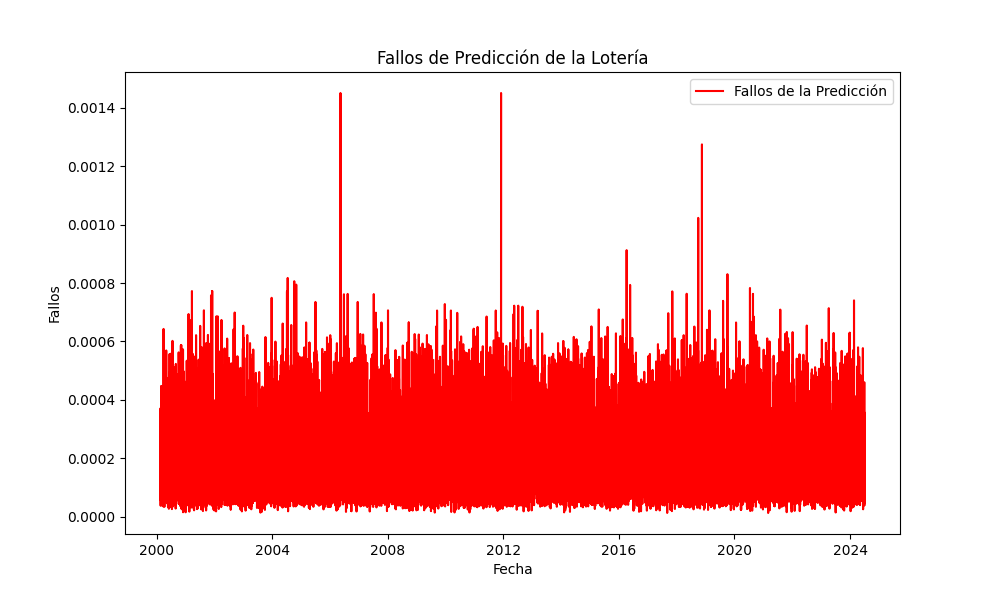 Fallos de Predicción de la Lotería
Fallos de la Predicción
0.0014
0.0012
0.0010
0.0008
0.0006
0.0004
0.0002
0.0000
Fallos
2000 2004 2008 2012 2016 2020 2024
Fecha